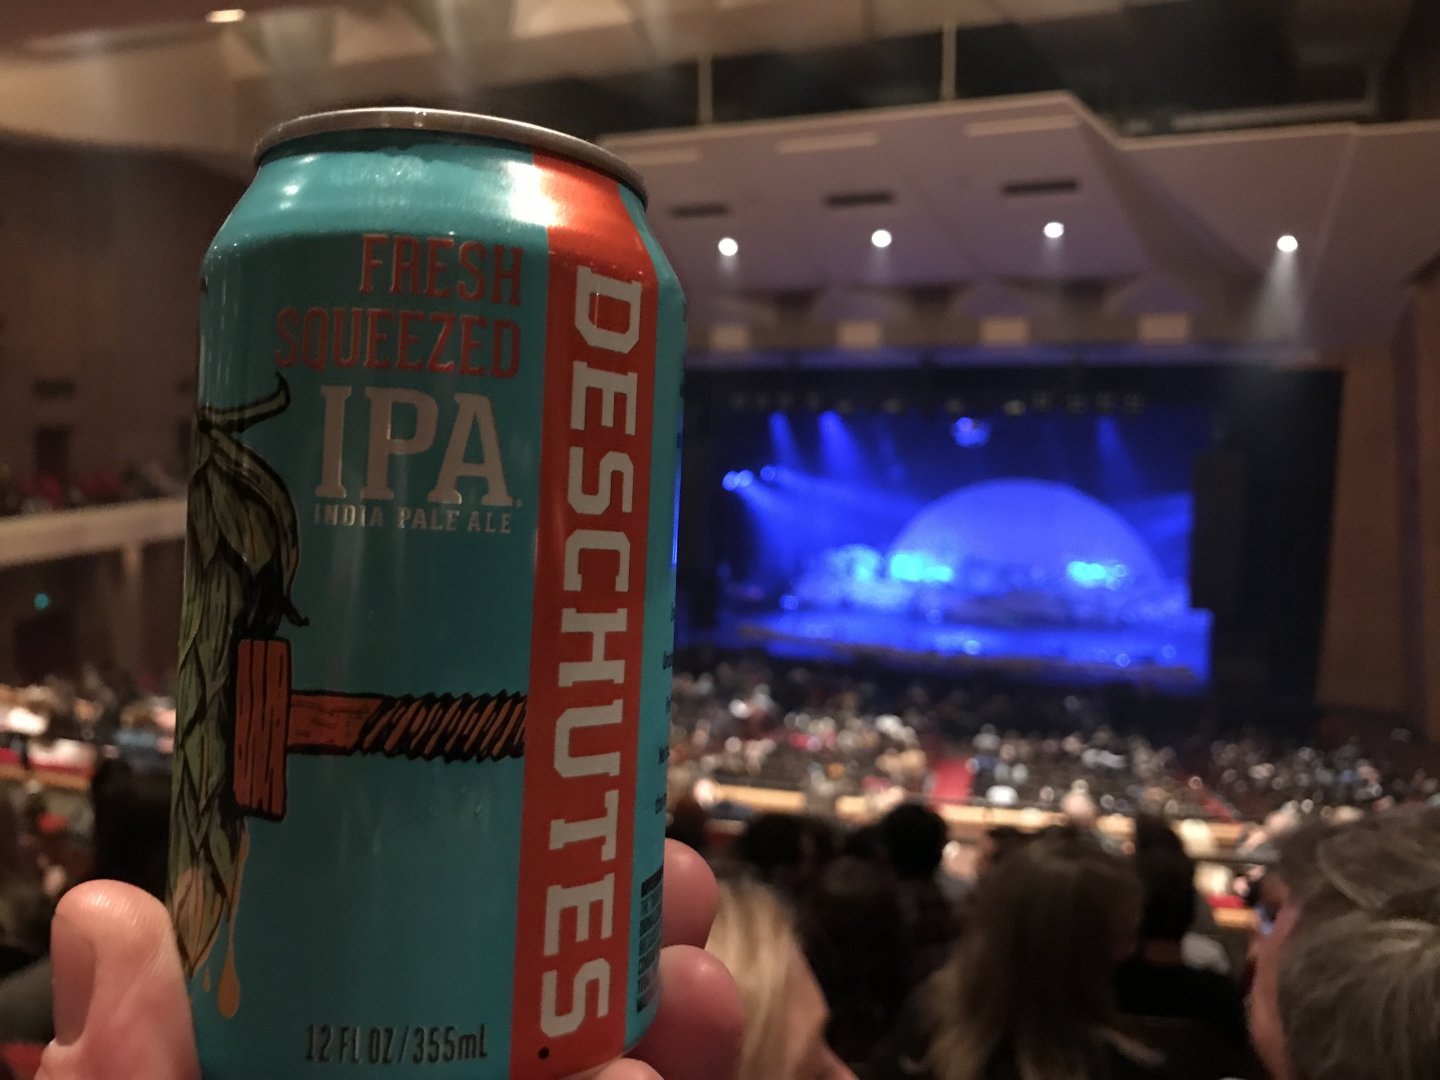 FRESH
SQUEEZED
IPA
INDIA PALE ALE
DESCHUTES
12 FL OZ/355mL